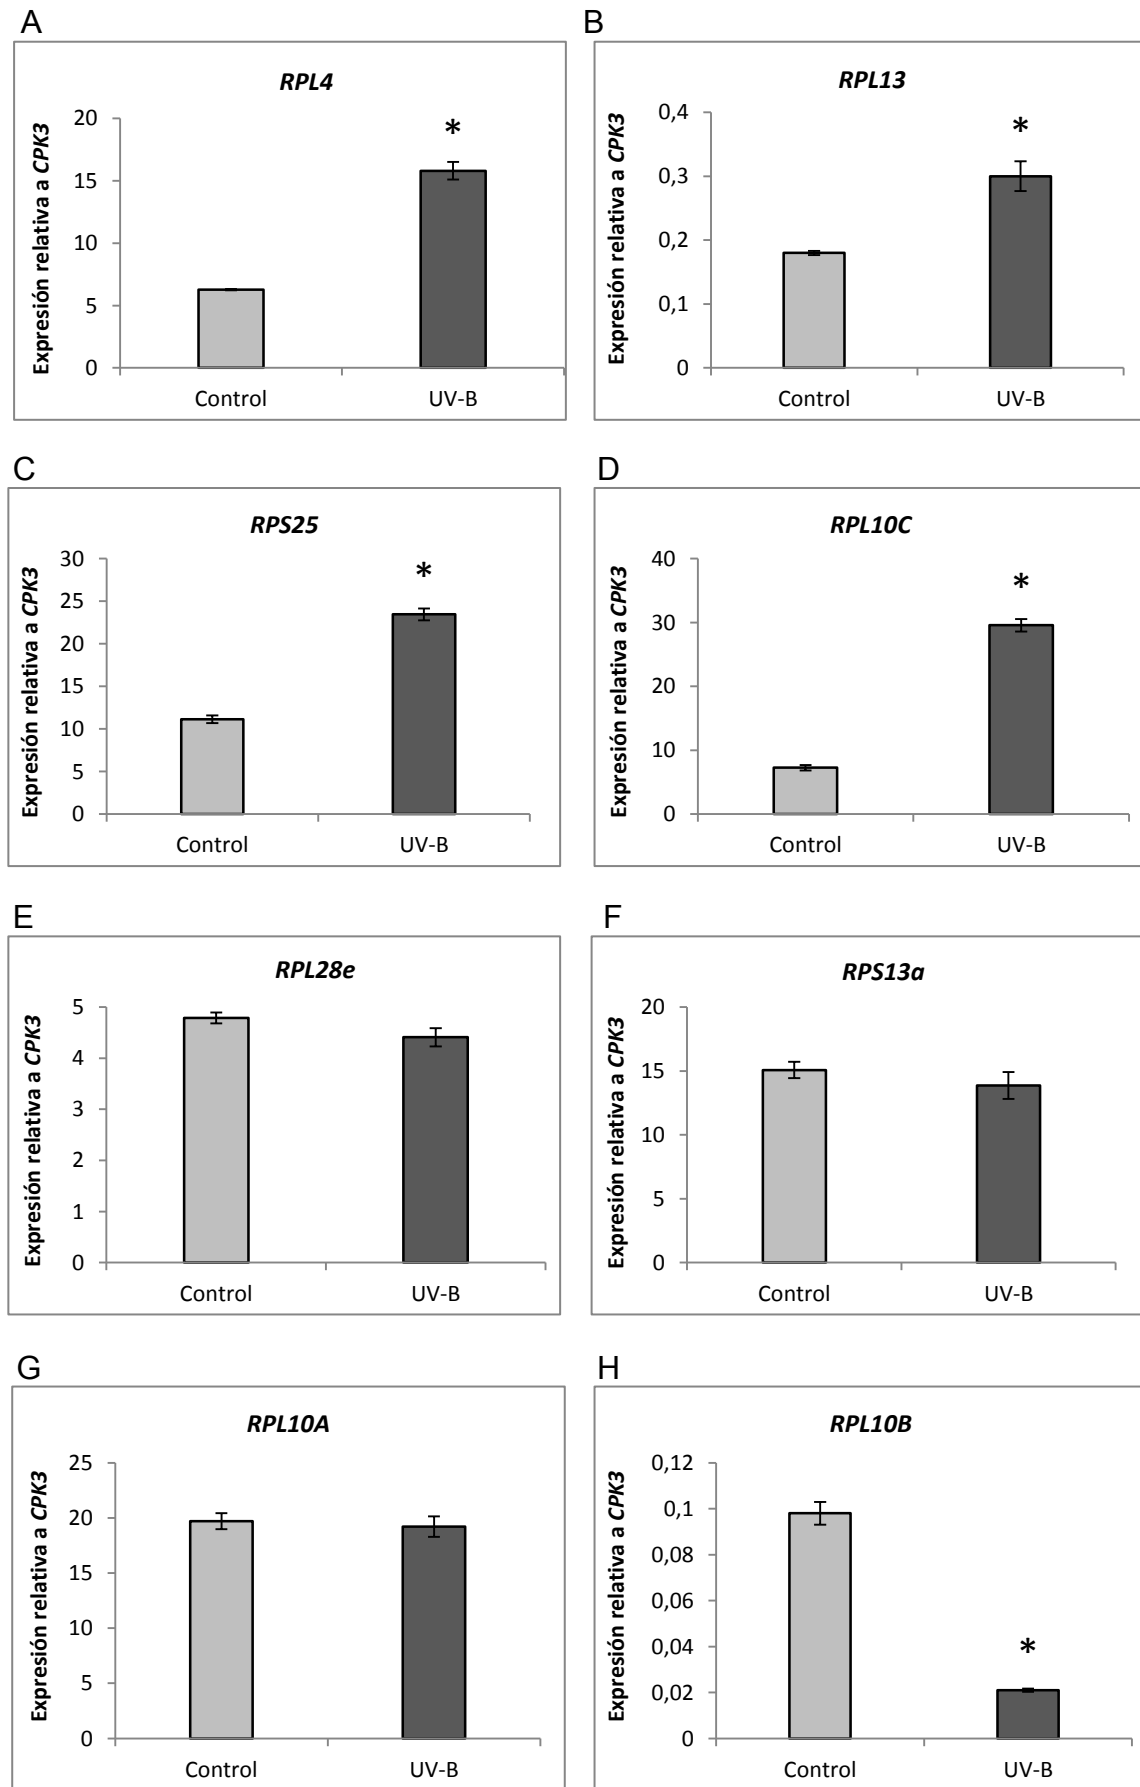 A
RPL4
Expresión relativa a CPK3
20
15
10
5
0
*
Control
UV-B
B
RPL13
Expresión relativa a CPK3
0,4
0,3
0,2
0,1
0
*
Control
UV-B
C
RPS25
Expresión relativa a CPK3
30
25
20
15
10
5
0
*
Control
UV-B
D
RPL10C
Expresión relativa a CPK3
40
30
20
10
0
*
Control
UV-B
E
RPL28e
Expresión relativa a CPK3
5
4
3
2
1
0
Control
UV-B
F
RPS13a
Expresión relativa a CPK3
20
15
10
5
0
Control
UV-B
G
RPL10A
Expresión relativa a CPK3
25
20
15
10
5
0
Control
UV-B
H
RPL10B
Expresión relativa a CPK3
0,12
0,1
0,08
0,06
0,04
0,02
0
*
Control
UV-B